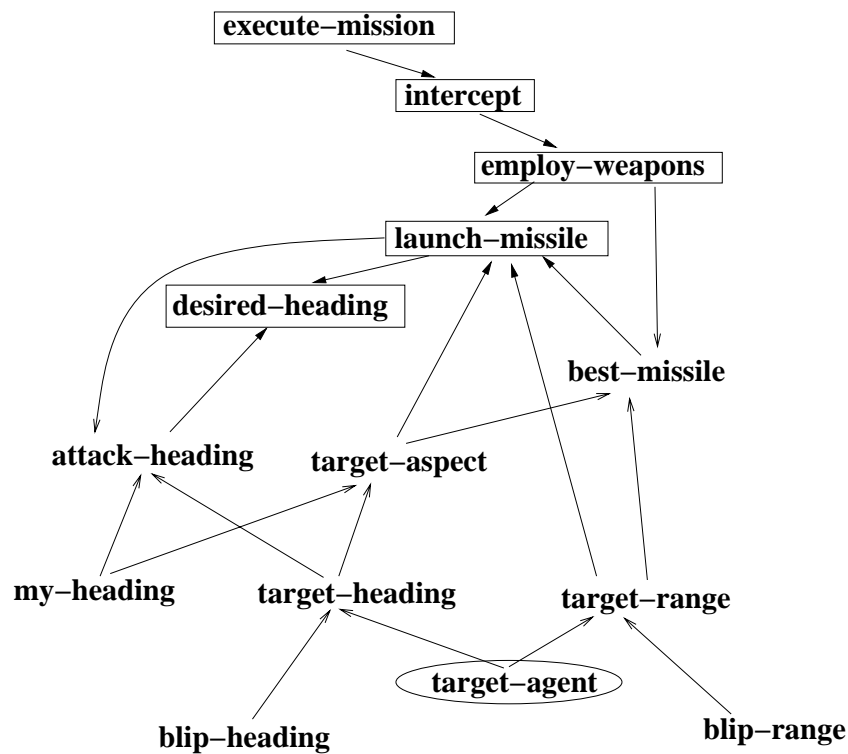 execute−mission
intercept
employ−weapons
launch−missile
desired−heading
best−missile
attack−heading
target−aspect
my−heading
target−heading
target−range
target−agent
blip−heading
blip−range